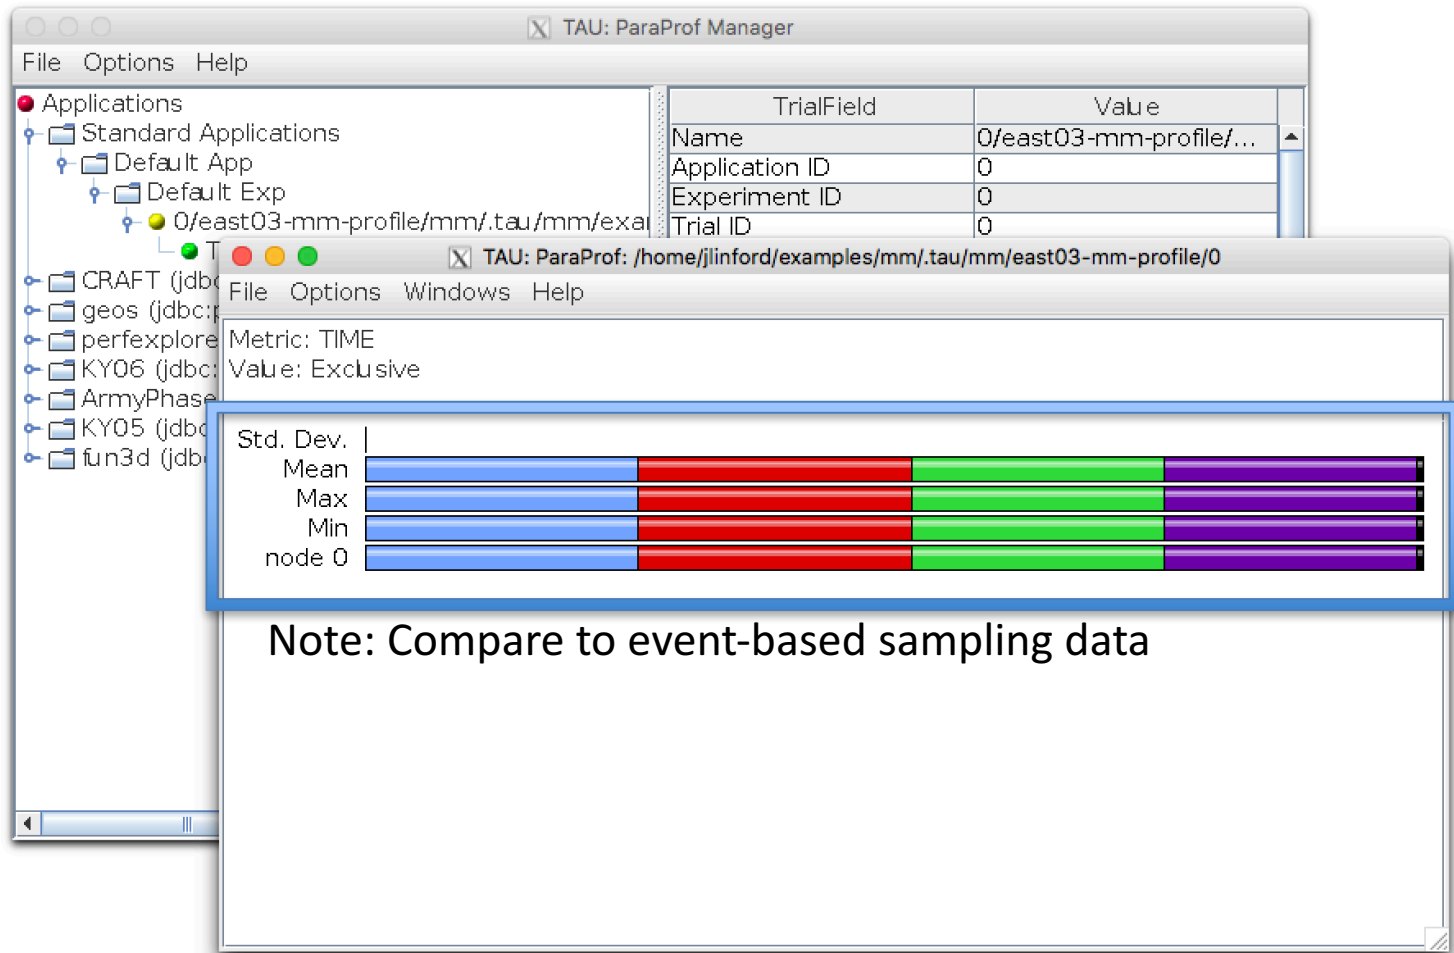 TAU: ParaProf Manager
File Options Help
Applications
Standard Applications
Default App
Default Exp
0/east03-mm-profile/mm/.tau/mm/exa
T
CRAFT (jdb
geos (jdbc:p
perfexplore
KY06 (jdbc:
ArmyPhase
KY05 (jdbc
fun3d (jdb
TrialField Value
Name 0/east03-mm-profile/...
Application ID 0
Experiment ID 0
Trial ID 0
TAU: ParaProf: /home/jlinford/examples/mm/.tau/mm/east03-mm-profile/0
File Options Windows Help
Metric: TIME
Value: Exclusive
Std. Dev.
Mean
Max
Min
node 0
Note: Compare to event-based sampling data